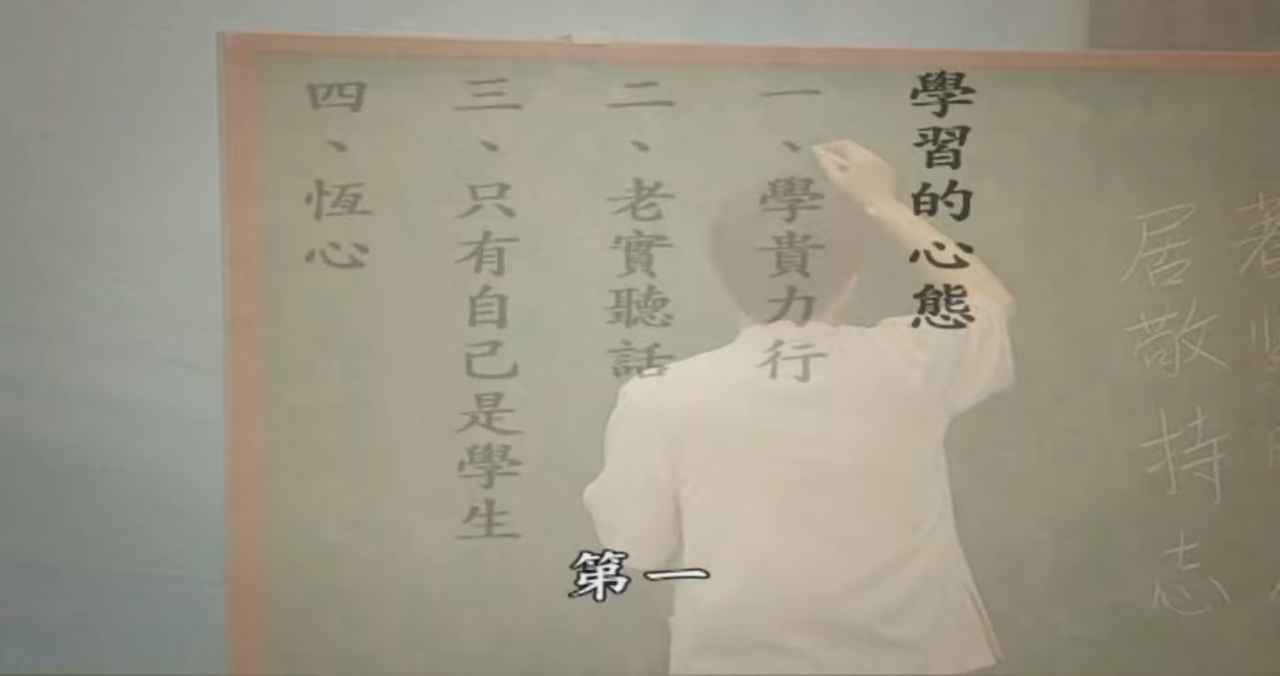 居敬持志
學習的心態
一、學貴力行
二、老實聽話
三、只有自己是學生
四、恆心
第一